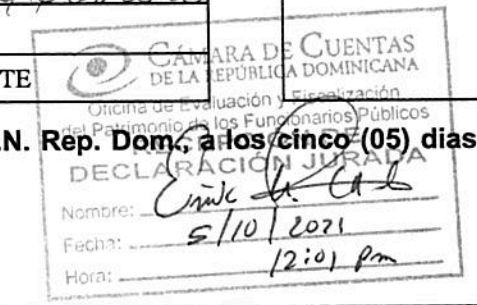 TE
CÁMARA DE CUENTAS
DE LA REPÚBLICA DOMINICANA
Oficina de Evaluación y Fiscalización
del Patrimonio de los Funcionarios Públicos
.N. Rep. Dom., a los cinco (05) dias
DECLARACIÓN JURADA
Nombre:
Fecha: 5/10/2021
Hora: 12:01 pm